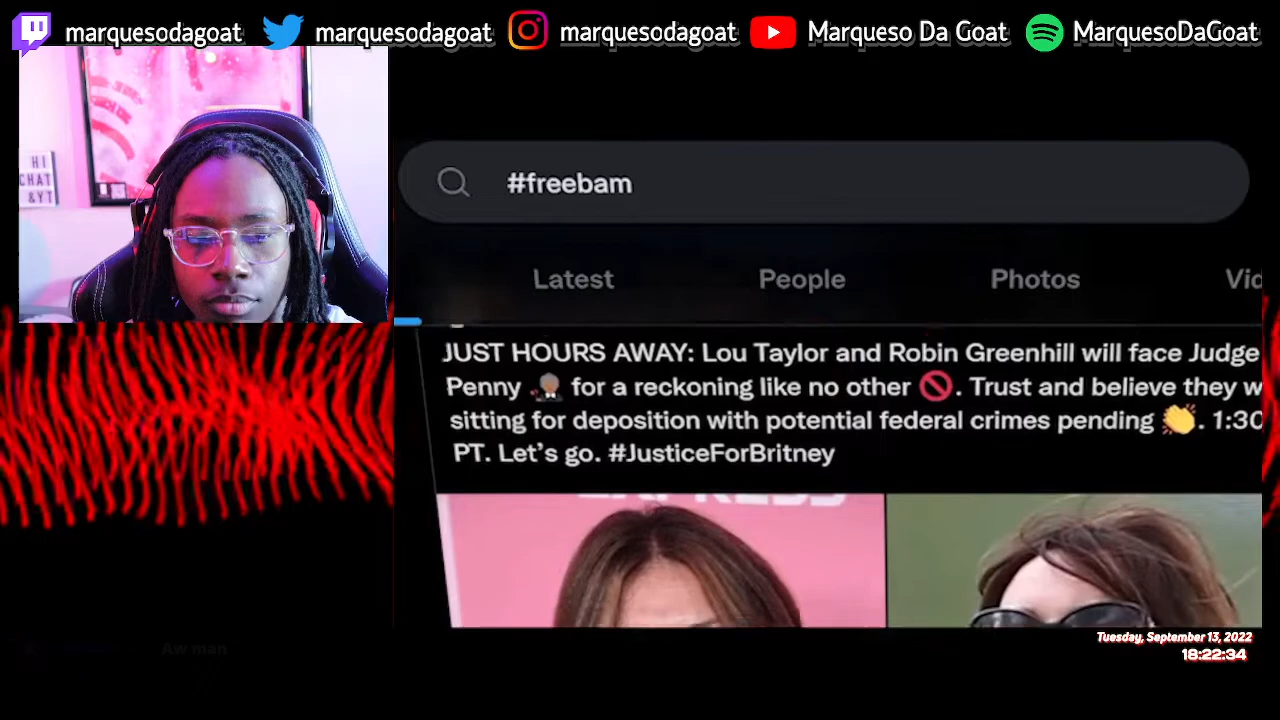 marquesodagoat marquesodagoat marquesodagoat Marqueso Da Goat MarquesoDaGoat
HI
CHAT
&YT
#freebam
Latest People Photos Vid
JUST HOURS AWAY: Lou Taylor and Robin Greenhill will face Judge
Penny 👩🏽‍⚖️ for a reckoning like no other 🚫. Trust and believe they w
sitting for deposition with potential federal crimes pending 👏. 1:30
PT. Let's go. #JusticeForBritney
EXPRESS
Aw man
Tuesday, September 13, 2022
18:22:34